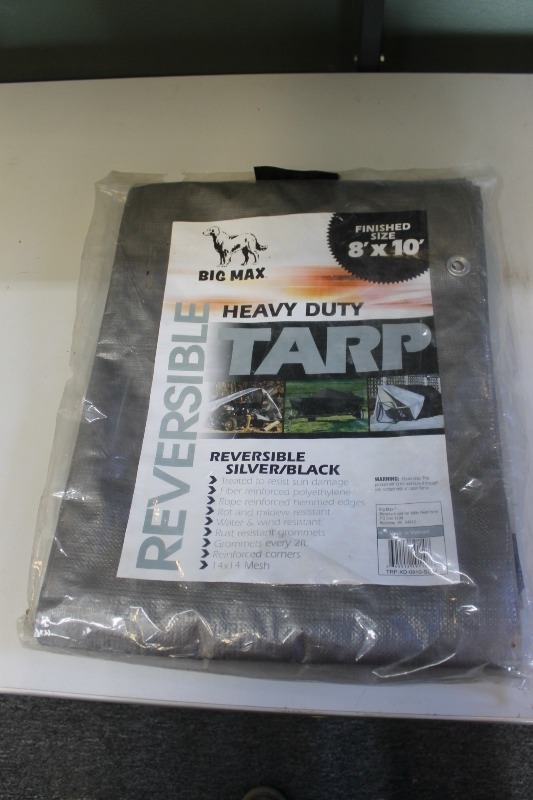 FINISHED
SIZE
8' x 10'
BIG MAX
REVERSIBLE
HEAVY DUTY
TARP
REVERSIBLE
SILVER/BLACK
Treated to resist sun damage
Fiber reinforced polyethylene
Rope reinforced hemmed edges
Rot and mildew resistant
Water & wind resistant
Rust resistant grommets
Grommets every 2ft.
Reinforced corners
14x14 Mesh
WARNING:
Big Max